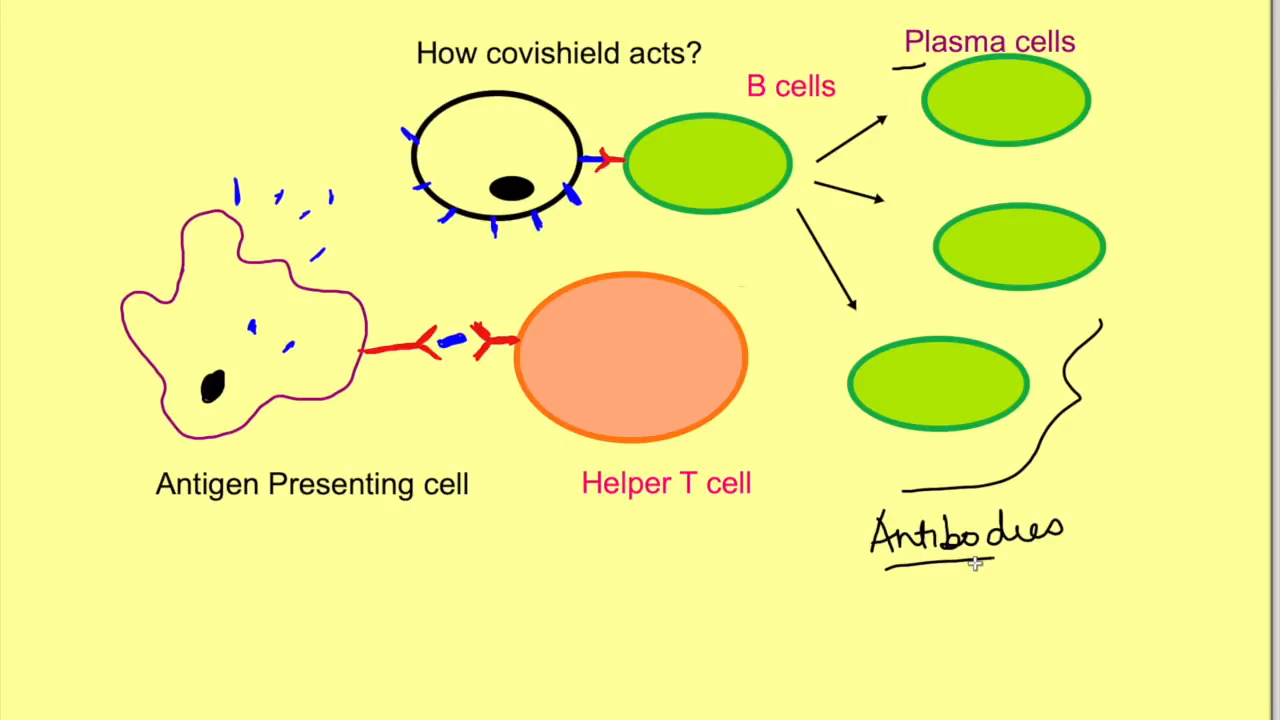 How covishield acts?
Plasma cells
B cells
Antigen Presenting cell
Helper T cell
Antibodies